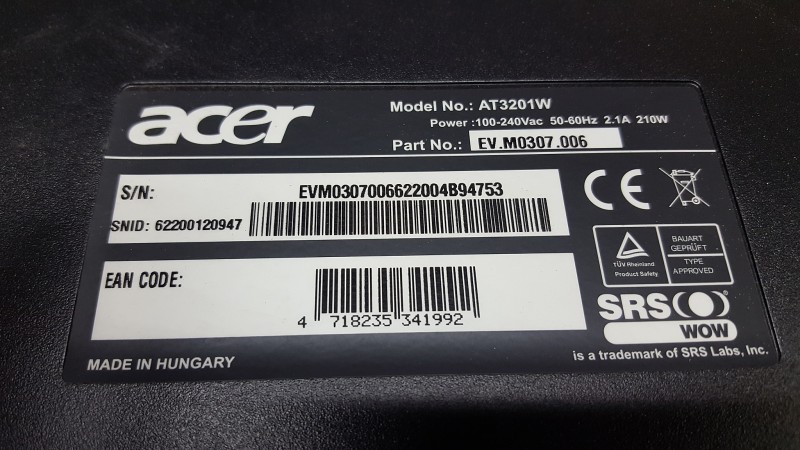 acer
Model No.: AT3201W
Power :100-240Vac 50-60Hz 2.1A 210W
Part No.: EV.M0307.006
S/N: EVM0307006622004B94753
SNID: 62200120947
CE
TÜV Rheinland
Product Safety
BAUART
GEPRÜFT
TYPE
APPROVED
EAN CODE:
4 718235 341992
SRS(●)®
WOW
is a trademark of SRS Labs, Inc.
MADE IN HUNGARY